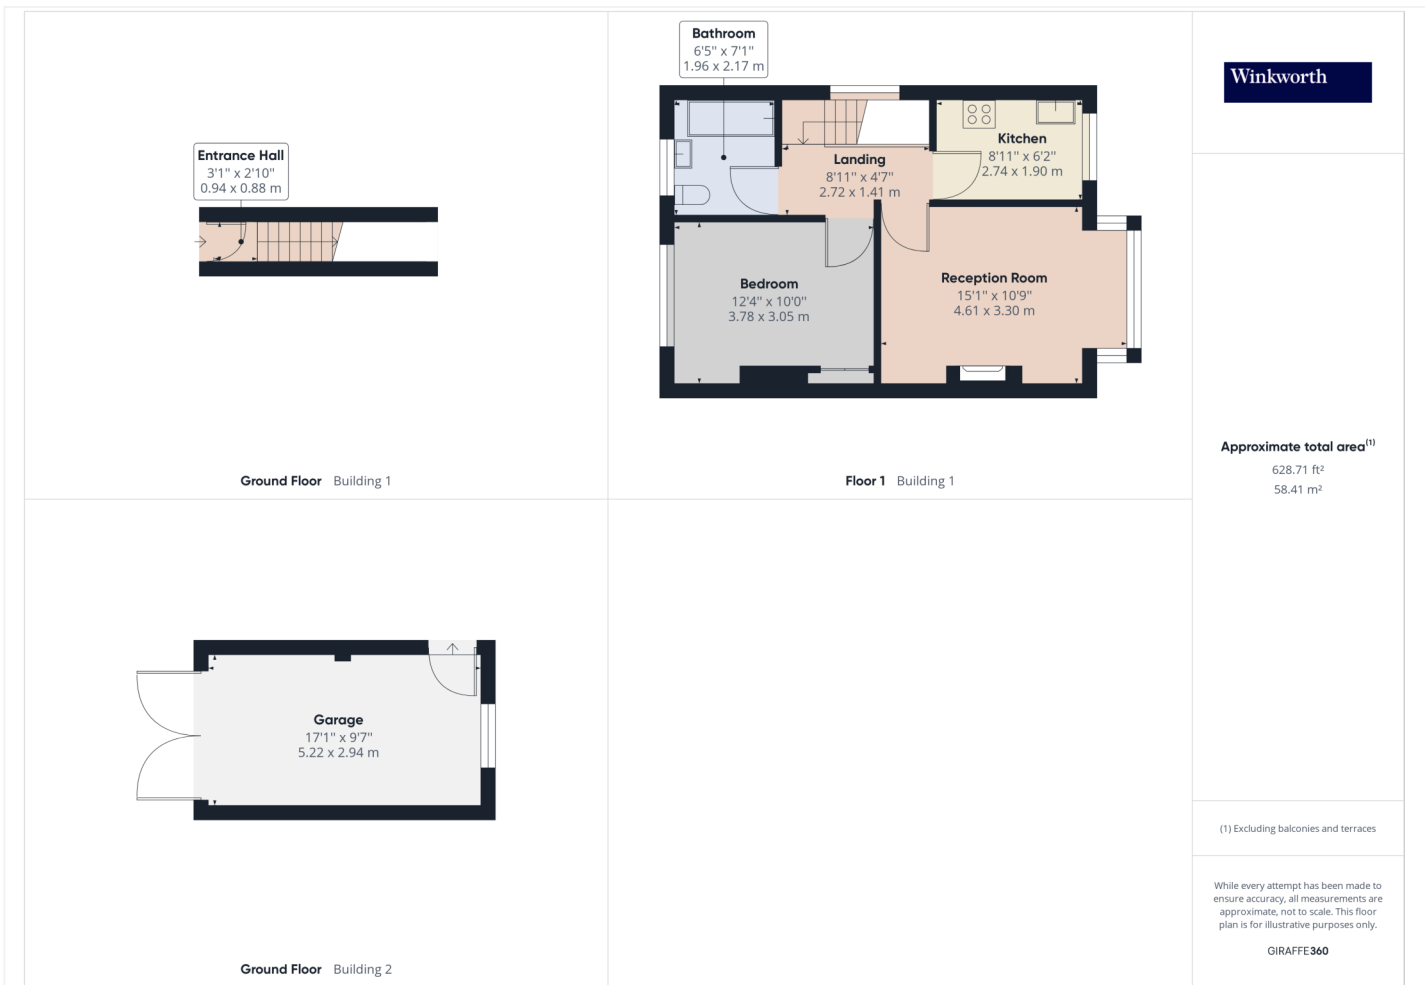 Bathroom
6'5" x 7'1"
1.96 x 2.17 m
Winkworth
Entrance Hall
3'1" x 2'10"
0.94 x 0.88 m
Kitchen
8'11" x 6'2"
2.74 x 1.90 m
Landing
8'11" x 4'7"
2.72 x 1.41 m
Bedroom
12'4" x 10'0"
3.78 x 3.05 m
Reception Room
15'1" x 10'9"
4.61 x 3.30 m
Ground Floor Building 1
Floor 1 Building 1
Approximate total area(1)
628.71 ft²
58.41 m²
Garage
17'1" x 9'7"
5.22 x 2.94 m
Ground Floor Building 2
(1) Excluding balconies and terraces
While every attempt has been made to
ensure accuracy, all measurements are
approximate, not to scale. This floor
plan is for illustrative purposes only.
GIRAFFE360